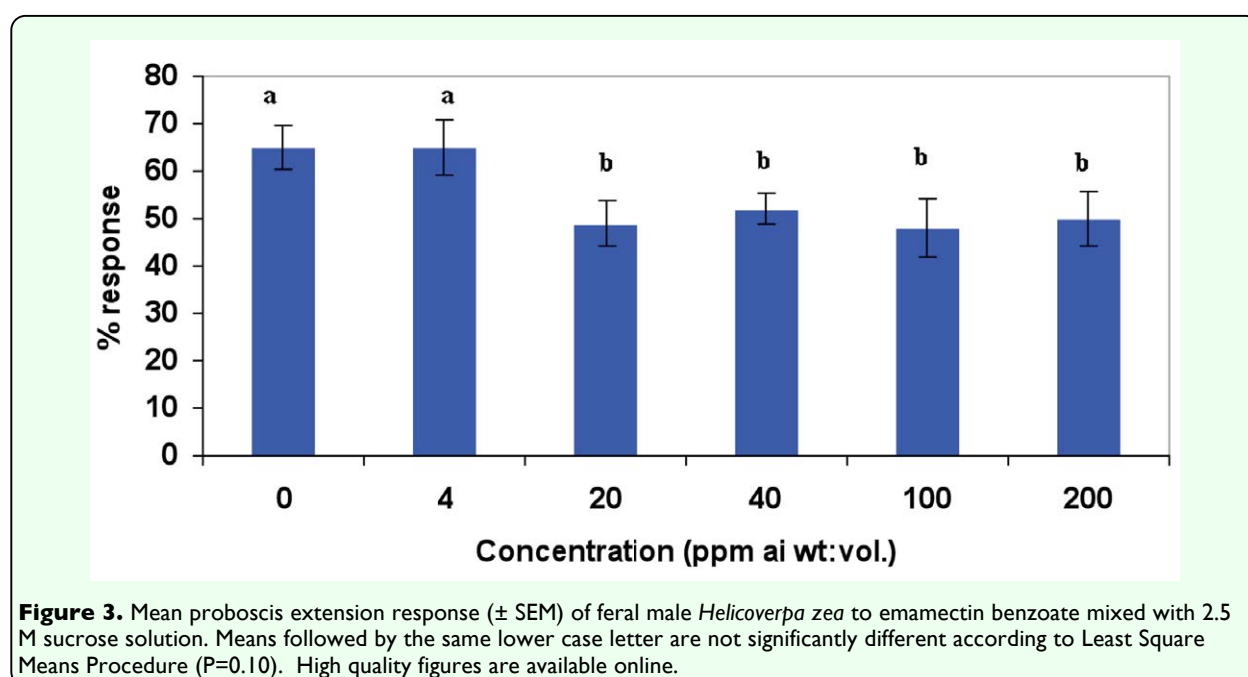 80
70
60
50
40
30
20
10
0
% response
a a b b b b
0 4 20 40 100 200
Concentration (ppm ai wt:vol.)
Figure 3. Mean proboscis extension response (± SEM) of feral male Helicoverpa zea to emamectin benzoate mixed with 2.5
M sucrose solution. Means followed by the same lower case letter are not significantly different according to Least Square
Means Procedure (P=0.10). High quality figures are available online.